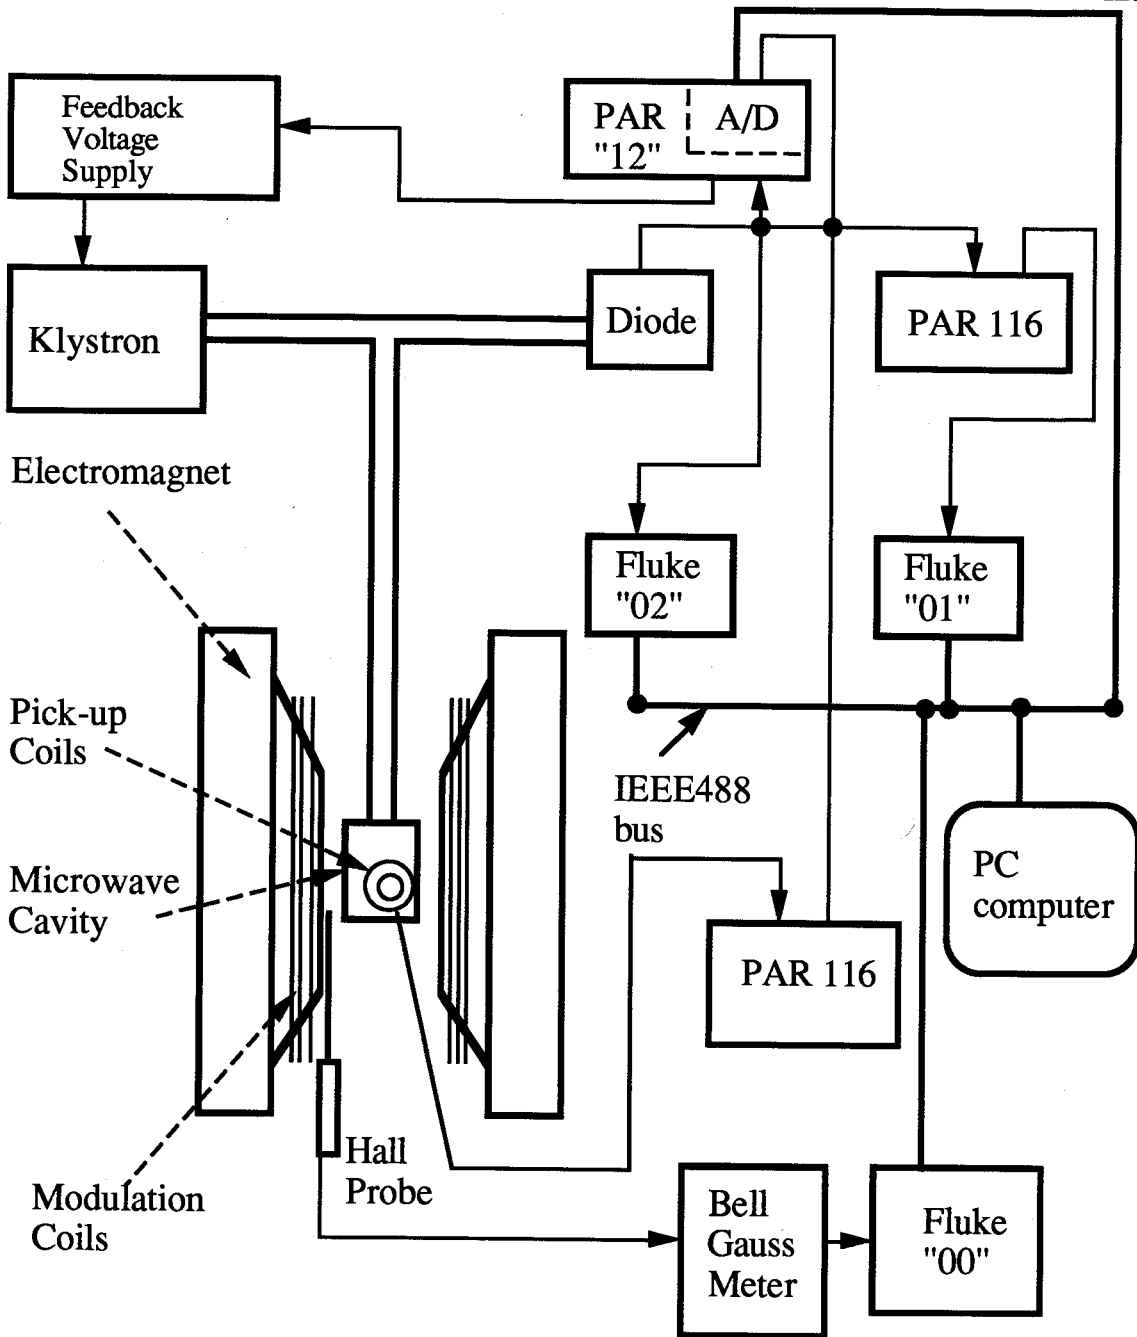 Feedback
Voltage
Supply
PAR
"12"
A/D
Klystron
Diode
PAR 116
Electromagnet
Fluke
"02"
Fluke
"01"
Pick-up
Coils
IEEE488
bus
Microwave
Cavity
PC
computer
PAR 116
Hall
Probe
Modulation
Coils
Bell
Gauss
Meter
Fluke
"00"